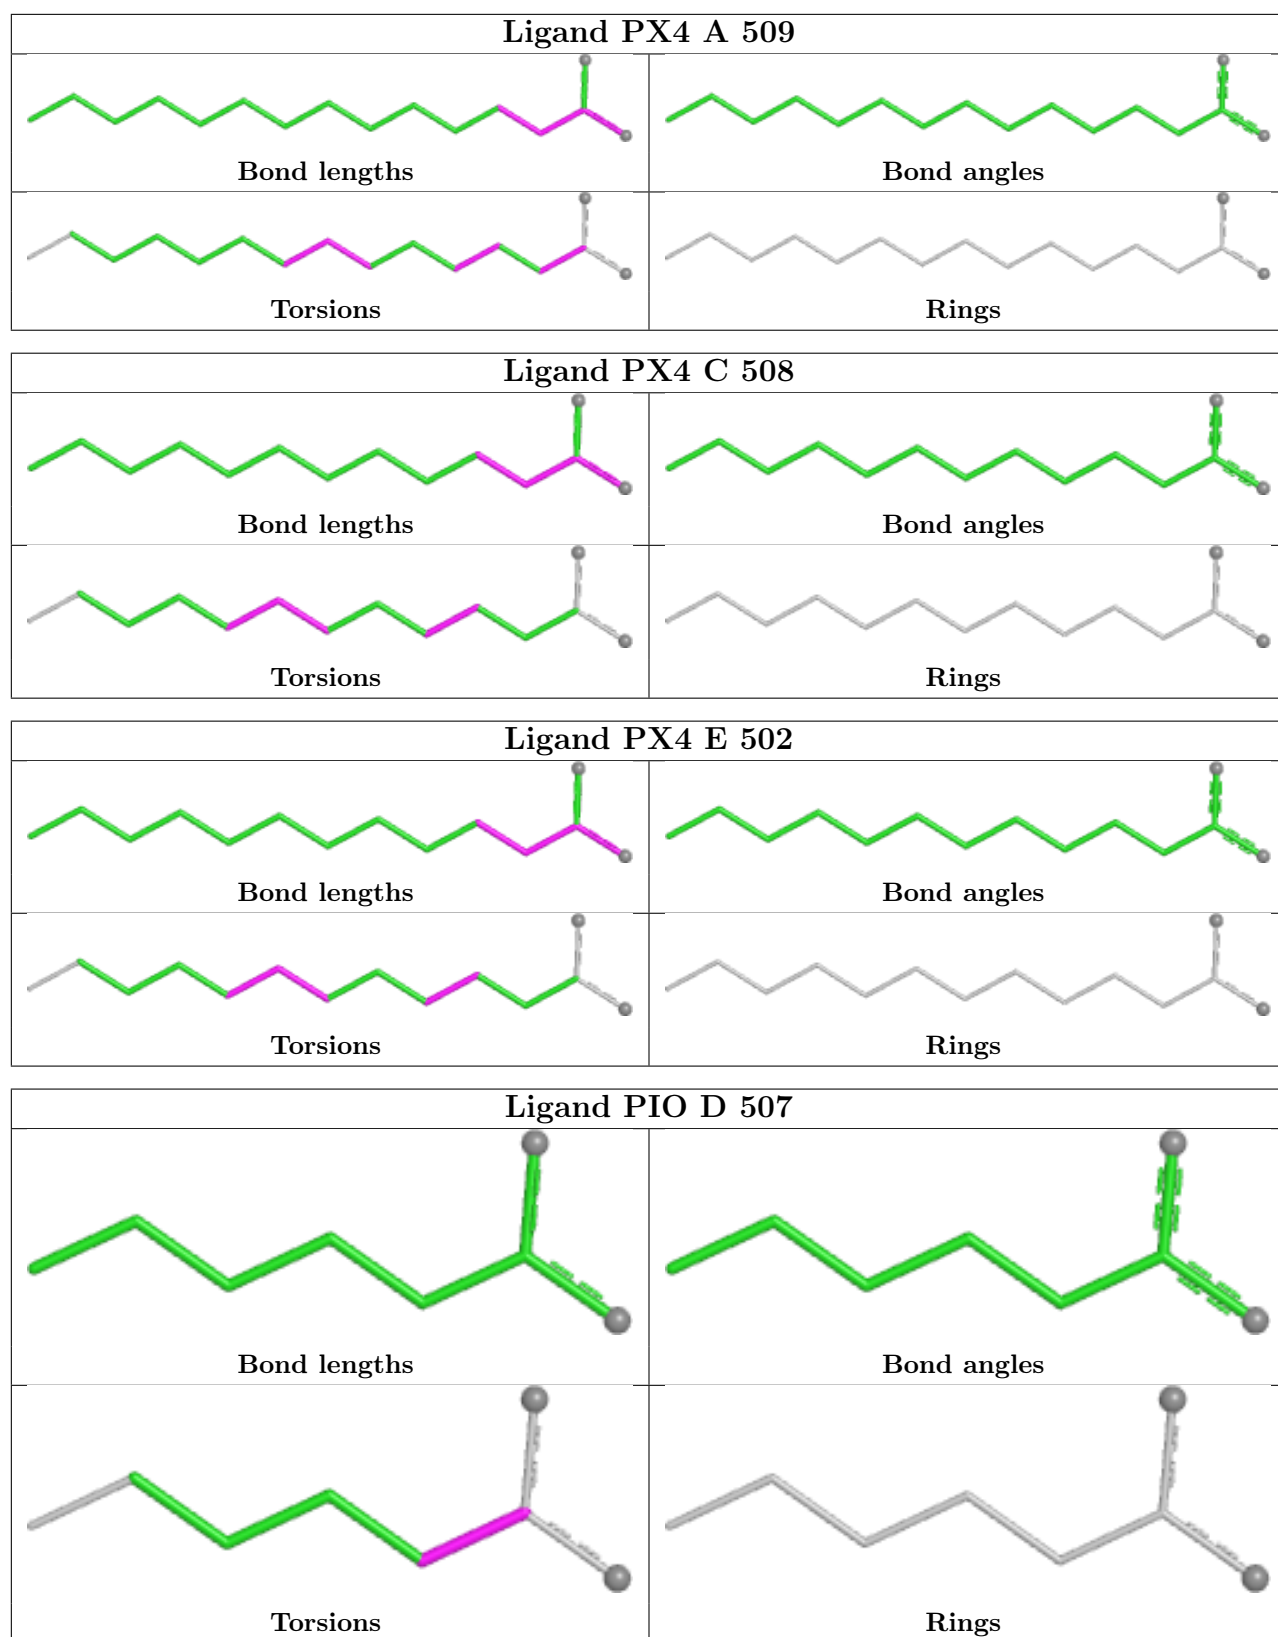 Ligand PX4 A 509
Bond lengths
Bond angles
Torsions
Rings
Ligand PX4 C 508
Bond lengths
Bond angles
Torsions
Rings
Ligand PX4 E 502
Bond lengths
Bond angles
Torsions
Rings
Ligand PIO D 507
Bond lengths
Bond angles
Torsions
Rings